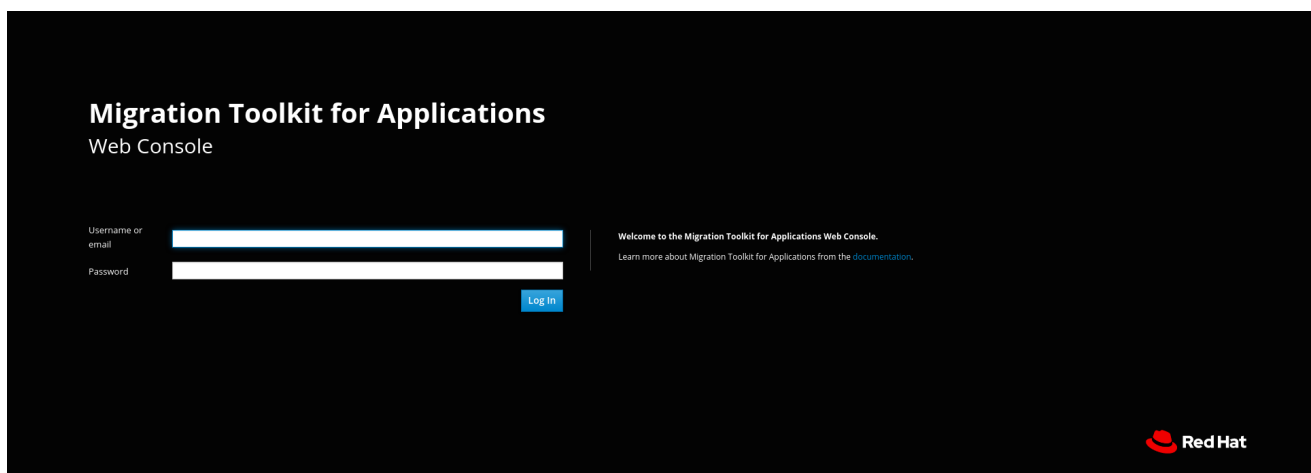 Migration Toolkit for Applications
Web Console
Username or
email
Password
Log In
Welcome to the Migration Toolkit for Applications Web Console.
Learn more about Migration Toolkit for Applications from the documentation.
Red Hat